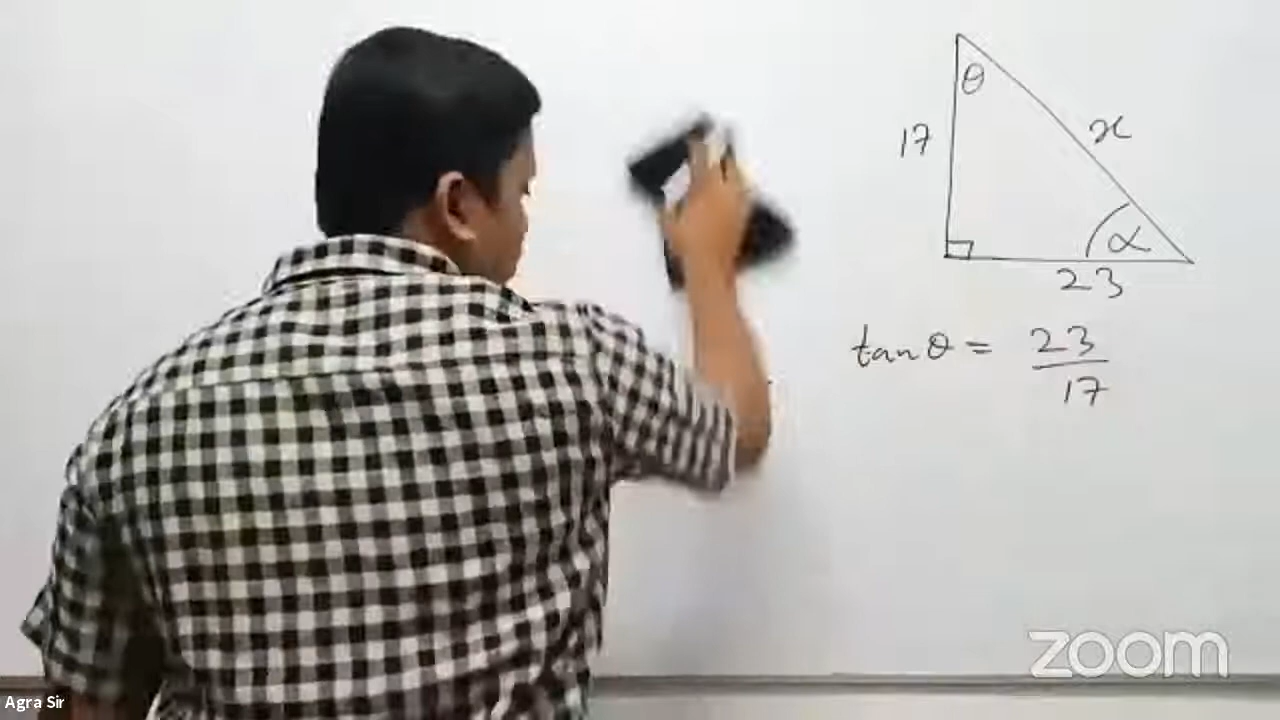 θ
17
x
α
23
tan θ = 23/17
zoom
Agra Sir